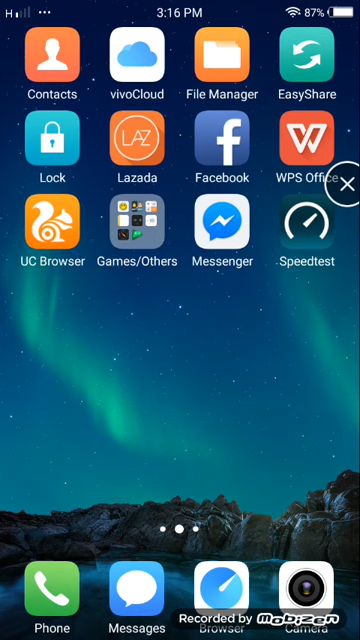 H ••• 3:16 PM 87%
Contacts vivoCloud File Manager EasyShare
LAZ
Lock Lazada Facebook WPS Office
UC Browser Games/Others Messenger Speedtest
Phone Messages Browser Camera
Recorded by Mobizen